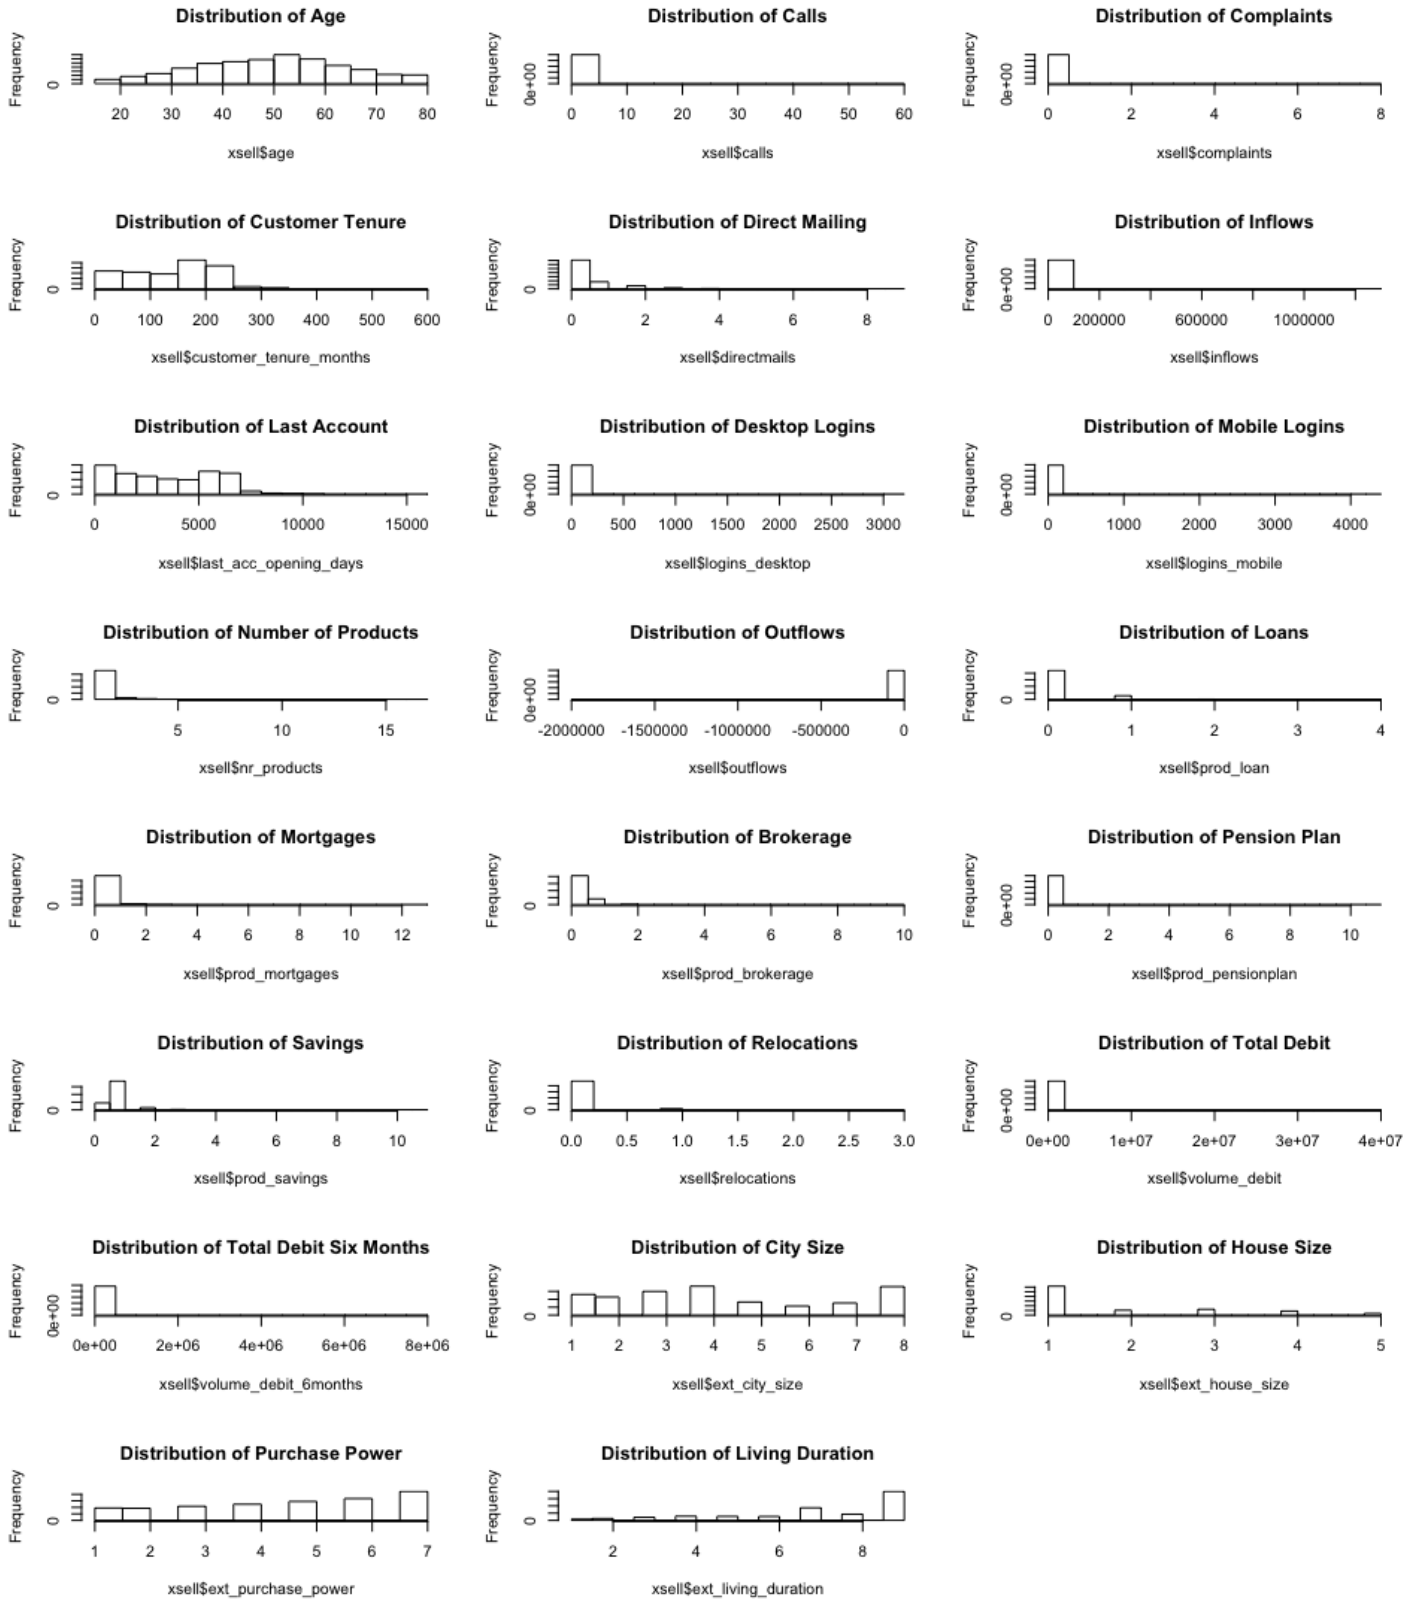 Distribution of Age
Distribution of Calls
Distribution of Complaints
Frequency
0
20 30 40 50 60 70 80
xsell$age
Frequency
0e+00
0 10 20 30 40 50 60
xsell$calls
Frequency
0e+00
0 2 4 6 8
xsell$complaints
Distribution of Customer Tenure
Distribution of Direct Mailing
Distribution of Inflows
Frequency
0
0 100 200 300 400 500 600
xsell$customer_tenure_months
Frequency
0
0 2 4 6 8
xsell$directmails
Frequency
0e+00
0 200000 600000 1000000
xsell$inflows
Distribution of Last Account
Distribution of Desktop Logins
Distribution of Mobile Logins
Frequency
0
0 5000 10000 15000
xsell$last_acc_opening_days
Frequency
0e+00
0 500 1000 1500 2000 2500 3000
xsell$logins_desktop
Frequency
0e+00
0 1000 2000 3000 4000
xsell$logins_mobile
Distribution of Number of Products
Distribution of Outflows
Distribution of Loans
Frequency
0
5 10 15
xsell$nr_products
Frequency
0e+00
-2000000 -1500000 -1000000 -500000 0
xsell$outflows
Frequency
0
0 1 2 3 4
xsell$prod_loan
Distribution of Mortgages
Distribution of Brokerage
Distribution of Pension Plan
Frequency
0
0 2 4 6 8 10 12
xsell$prod_mortgages
Frequency
0
0 2 4 6 8 10
xsell$prod_brokerage
Frequency
0e+00
0 2 4 6 8 10
xsell$prod_pensionplan
Distribution of Savings
Distribution of Relocations
Distribution of Total Debit
Frequency
0
0 2 4 6 8 10
xsell$prod_savings
Frequency
0
0.0 0.5 1.0 1.5 2.0 2.5 3.0
xsell$relocations
Frequency
0e+00
0e+00 1e+07 2e+07 3e+07 4e+07
xsell$volume_debit
Distribution of Total Debit Six Months
Distribution of City Size
Distribution of House Size
Frequency
0e+00
0e+00 2e+06 4e+06 6e+06 8e+06
xsell$volume_debit_6months
Frequency
0
1 2 3 4 5 6 7 8
xsell$ext_city_size
Frequency
0
1 2 3 4 5
xsell$ext_house_size
Distribution of Purchase Power
Distribution of Living Duration
Frequency
0
1 2 3 4 5 6 7
xsell$ext_purchase_power
Frequency
0
2 4 6 8
xsell$ext_living_duration